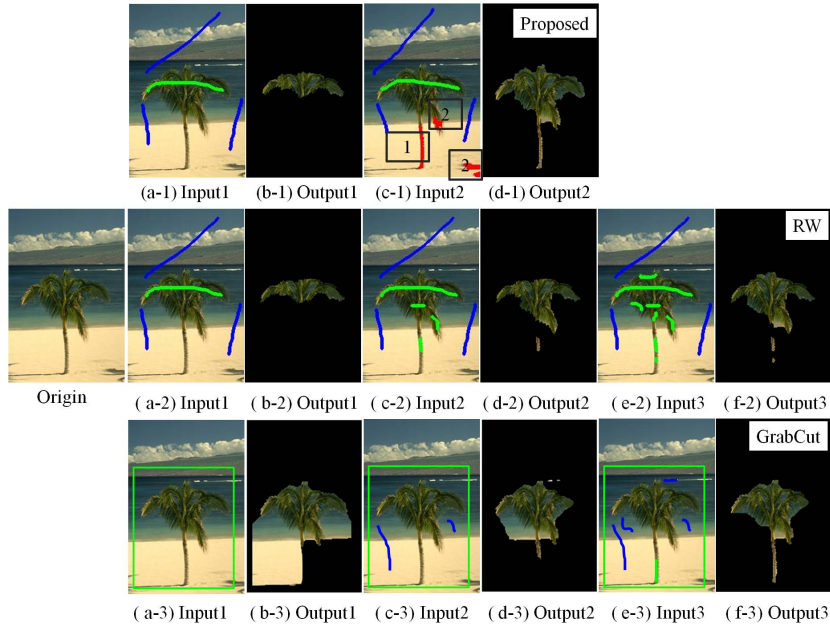 Proposed
2
1
2
(a-1) Input1 (b-1) Output1 (c-1) Input2 (d-1) Output2
RW
Origin ( a-2) Input1 ( b-2) Output1 ( c-2) Input2 ( d-2) Output2 ( e-2) Input3 ( f-2) Output3
GrabCut
( a-3) Input1 ( b-3) Output1 ( c-3) Input2 ( d-3) Output2 ( e-3) Input3 ( f-3) Output3